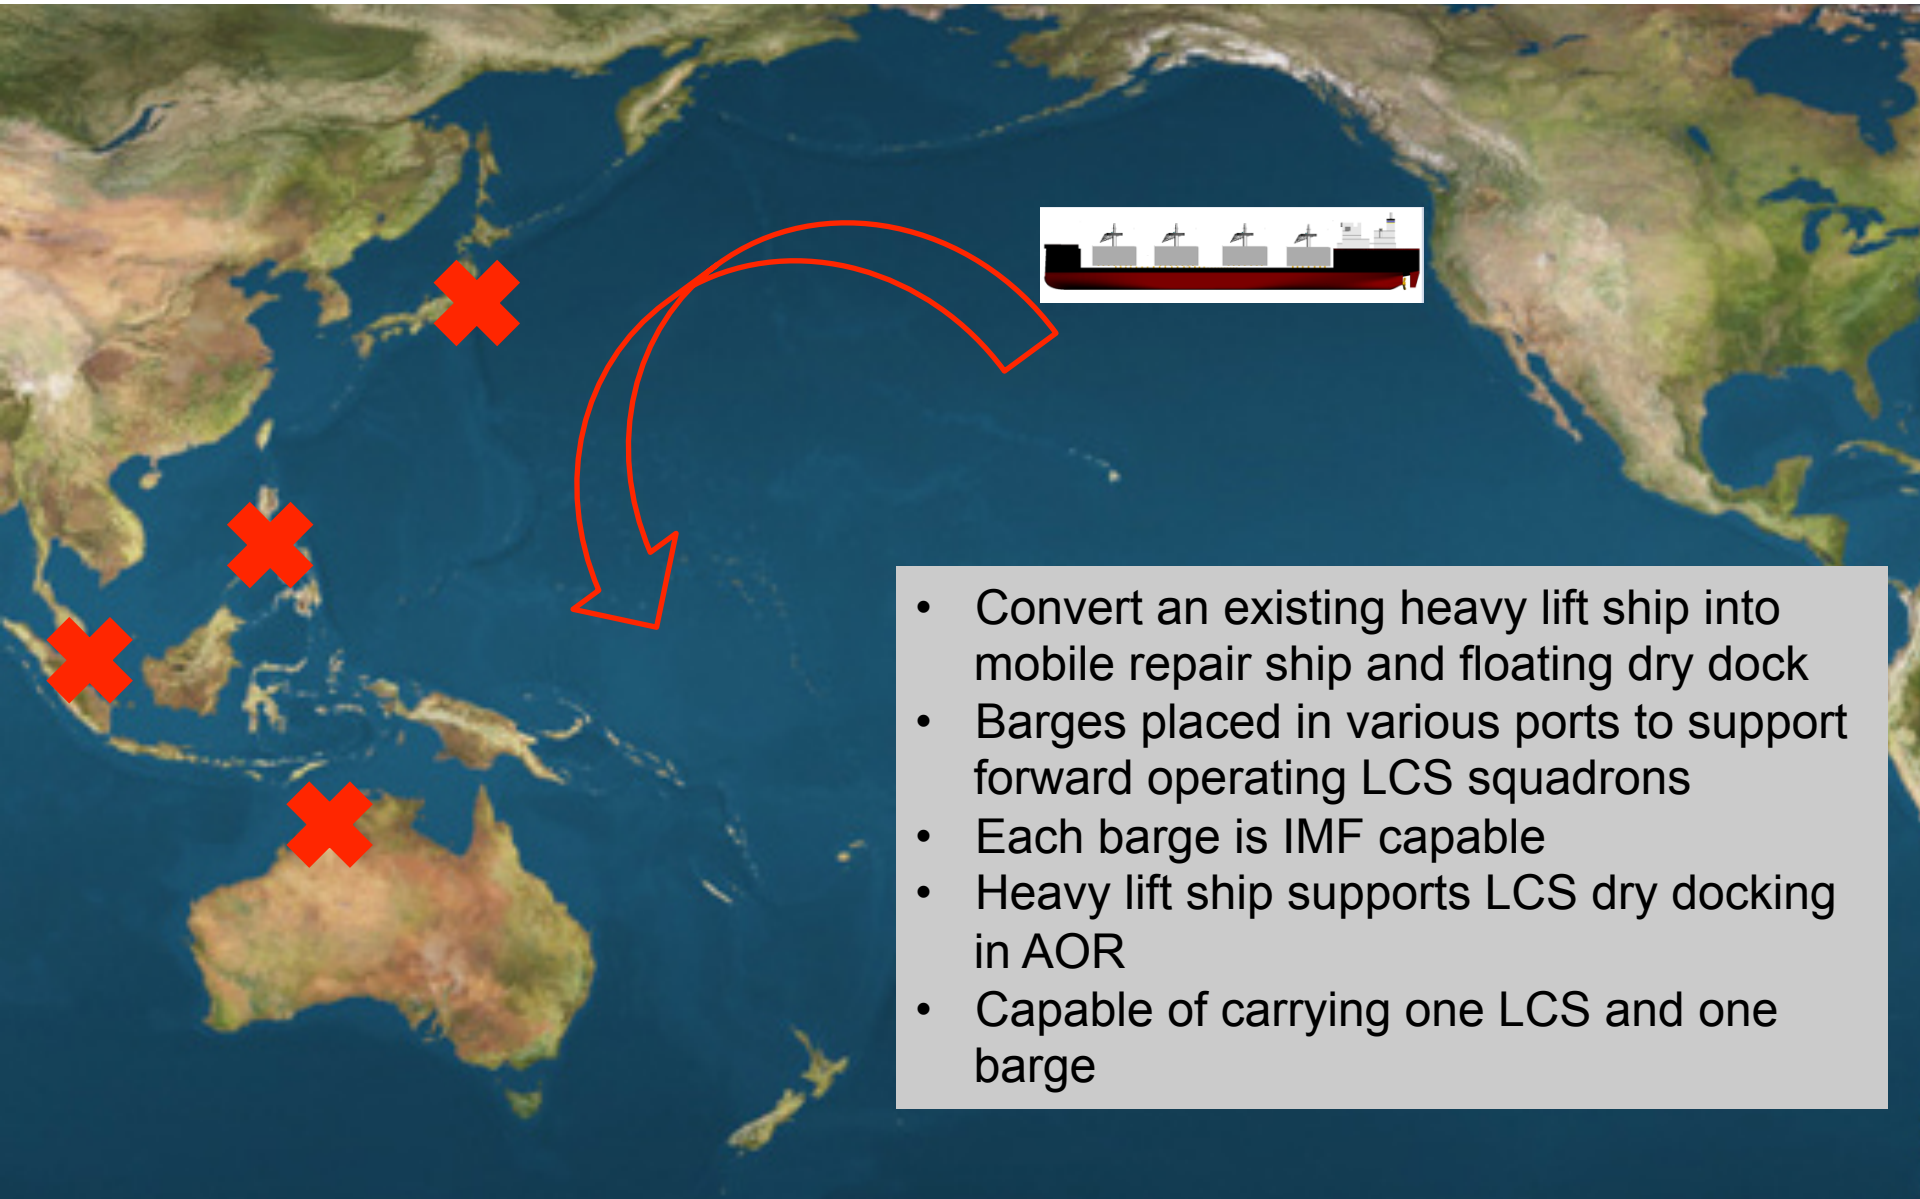 • Convert an existing heavy lift ship into
mobile repair ship and floating dry dock
• Barges placed in various ports to support
forward operating LCS squadrons
• Each barge is IMF capable
• Heavy lift ship supports LCS dry docking
in AOR
• Capable of carrying one LCS and one
barge